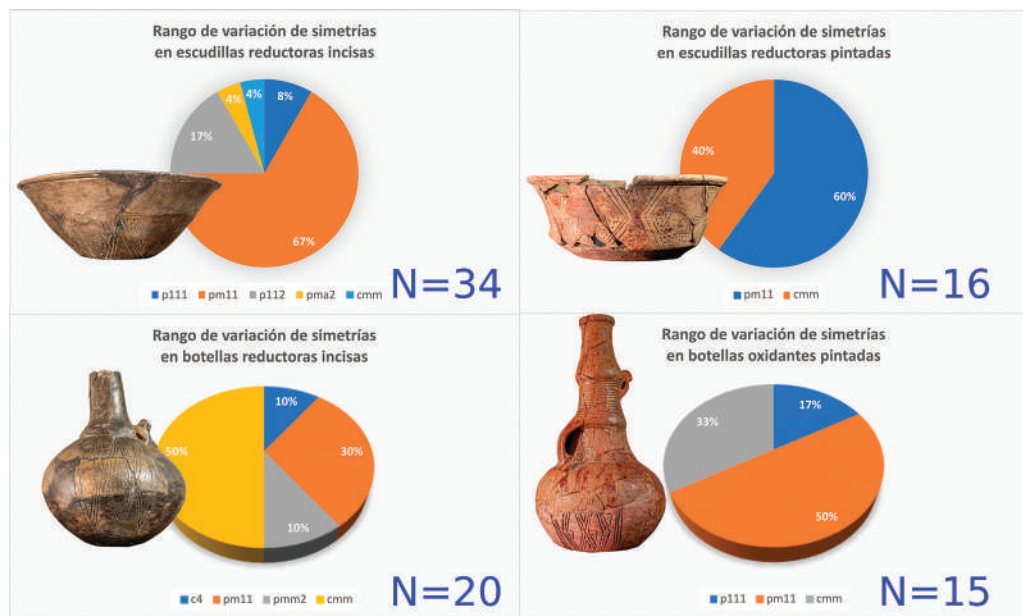 Rango de variación de simetrías
en escudillas reductoras incisas
4%
4%
8%
17%
67%
p111 pm11 p112 pma2 cmm
N=34
Rango de variación de simetrías
en escudillas reductoras pintadas
40%
60%
pm11 cmm
N=16
Rango de variación de simetrías
en botellas reductoras incisas
10%
50%
30%
10%
c4 pm11 pmm2 cmm
N=20
Rango de variación de simetrías
en botellas oxidantes pintadas
17%
33%
50%
p111 pm11 cmm
N=15